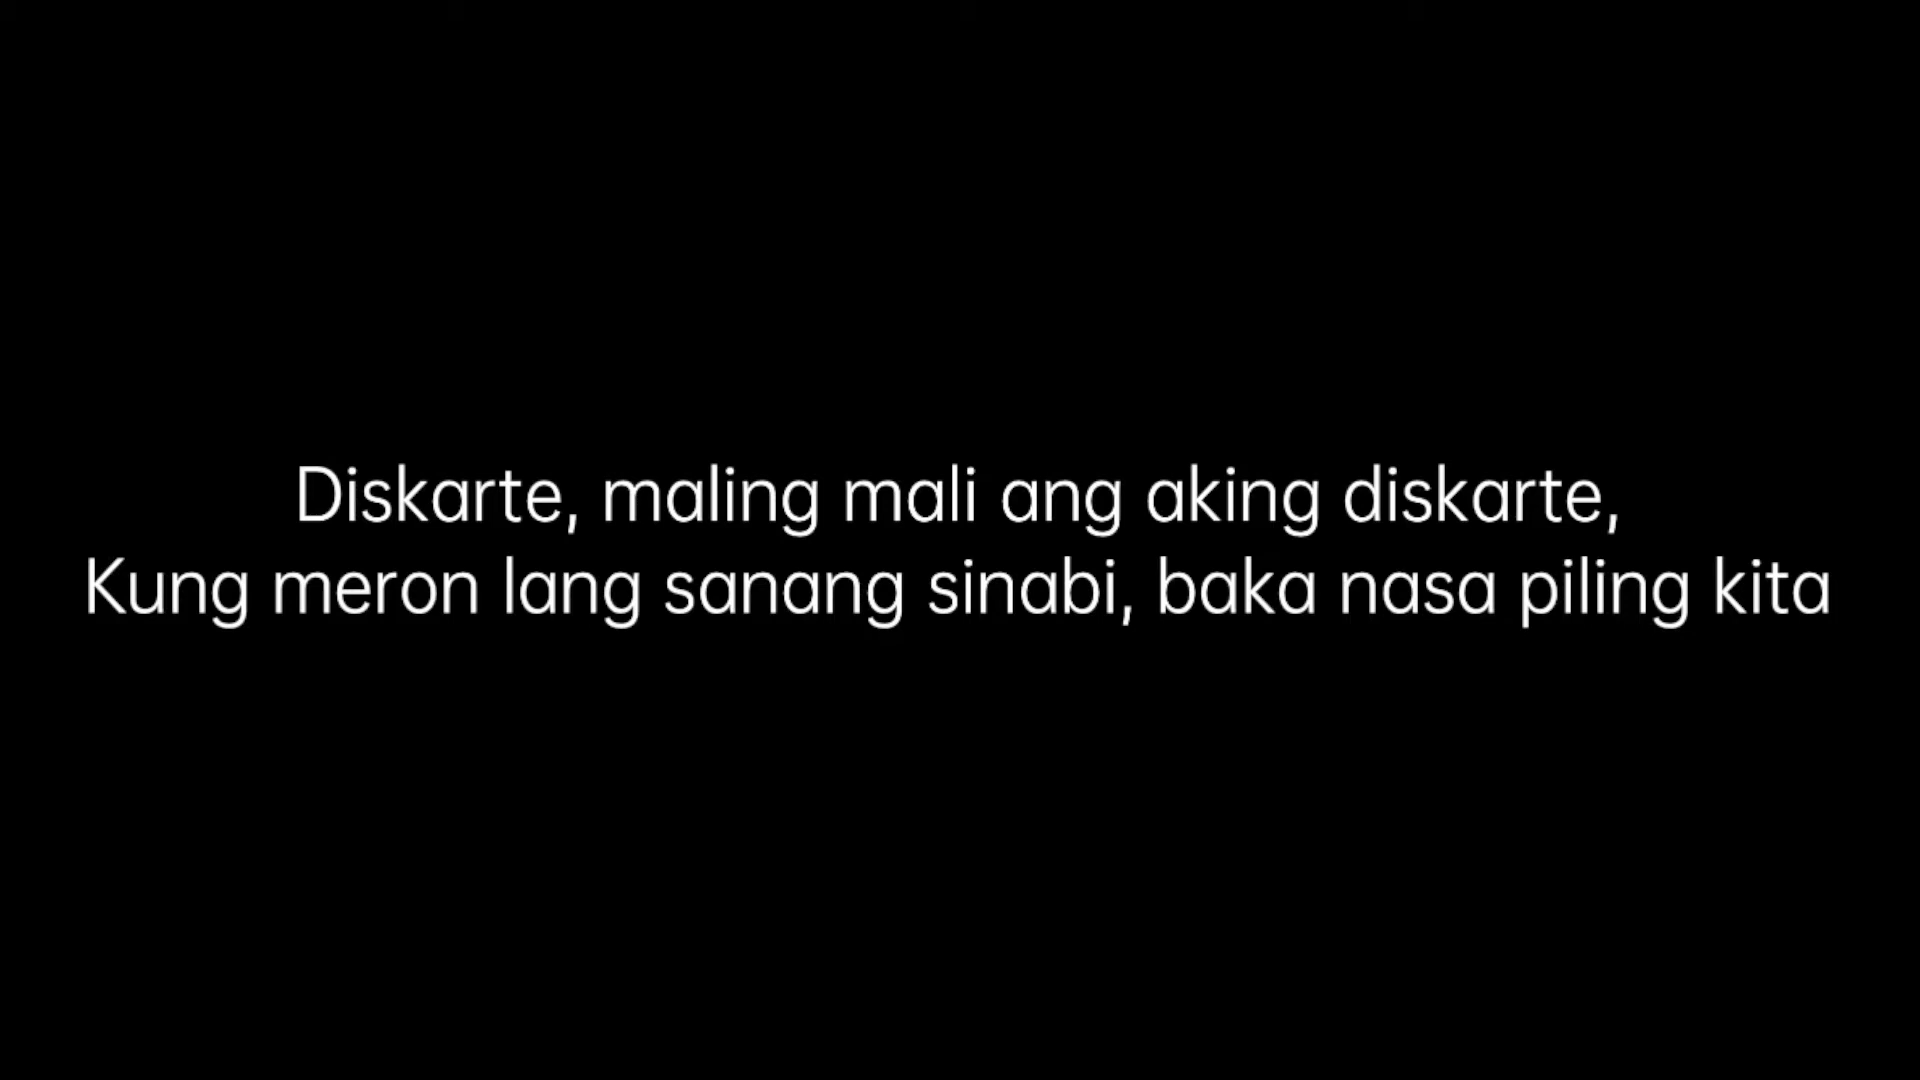 Diskarte, maling mali ang aking diskarte,
Kung meron lang sanang sinabi, baka nasa piling kita